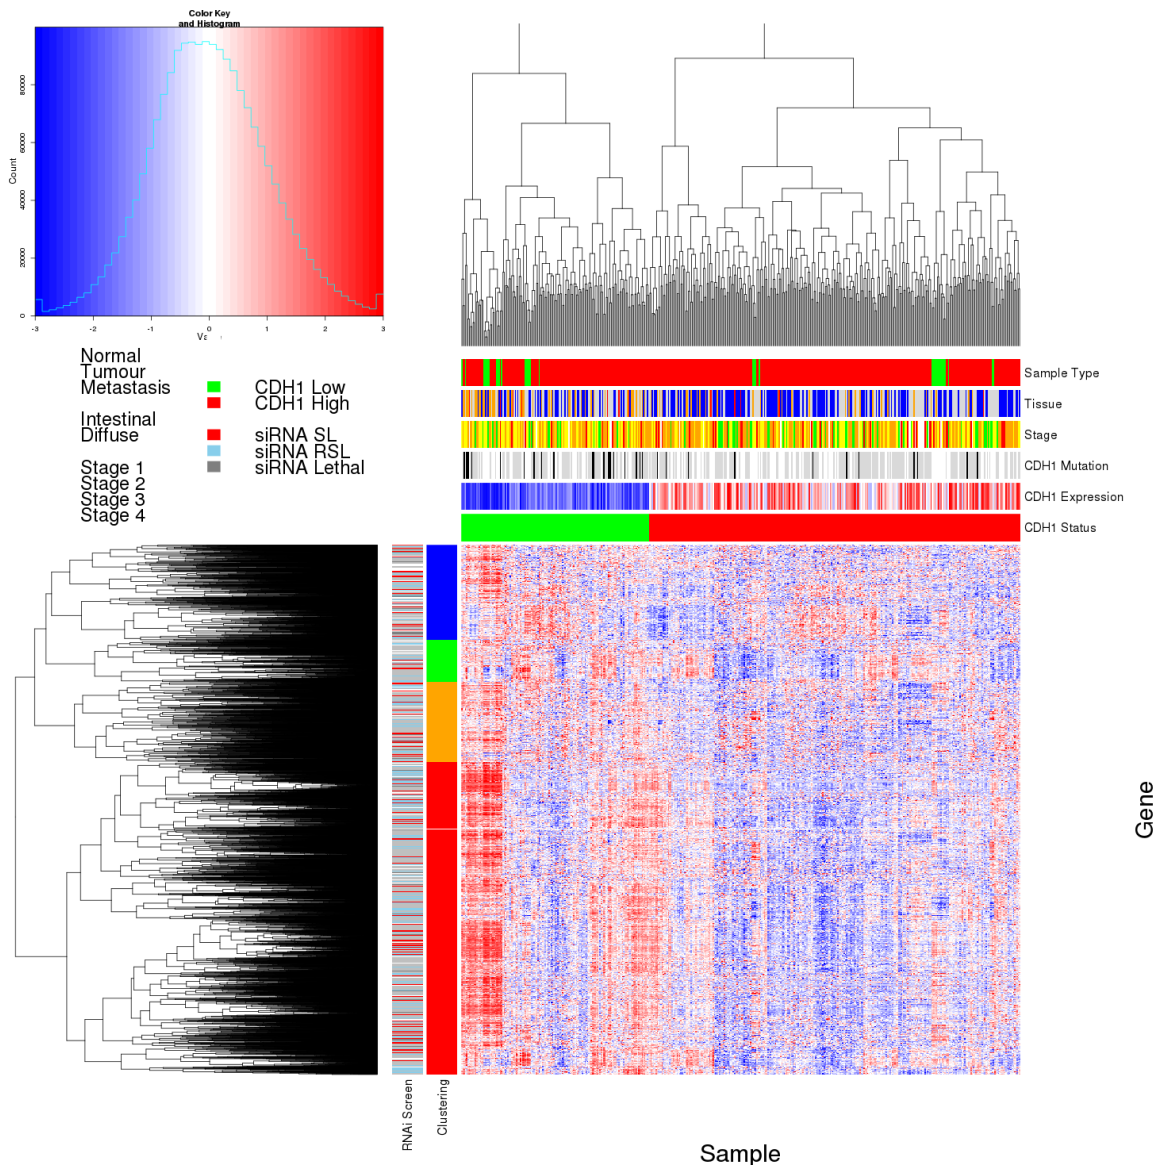 Color Key
and Histogram
Count
0
2000
40000
60000
80000
-3
-2
-1
0
1
2
3
Normal
Tumour
Metastasis
Intestinal
Diffuse
Stage 1
Stage 2
Stage 3
Stage 4
CDH1 Low
CDH1 High
siRNA SL
siRNA RSL
siRNA Lethal
Sample Type
Tissue
Stage
CDH1 Mutation
CDH1 Expression
CDH1 Status
RNAi Screen
Clustering
Gene
Sample